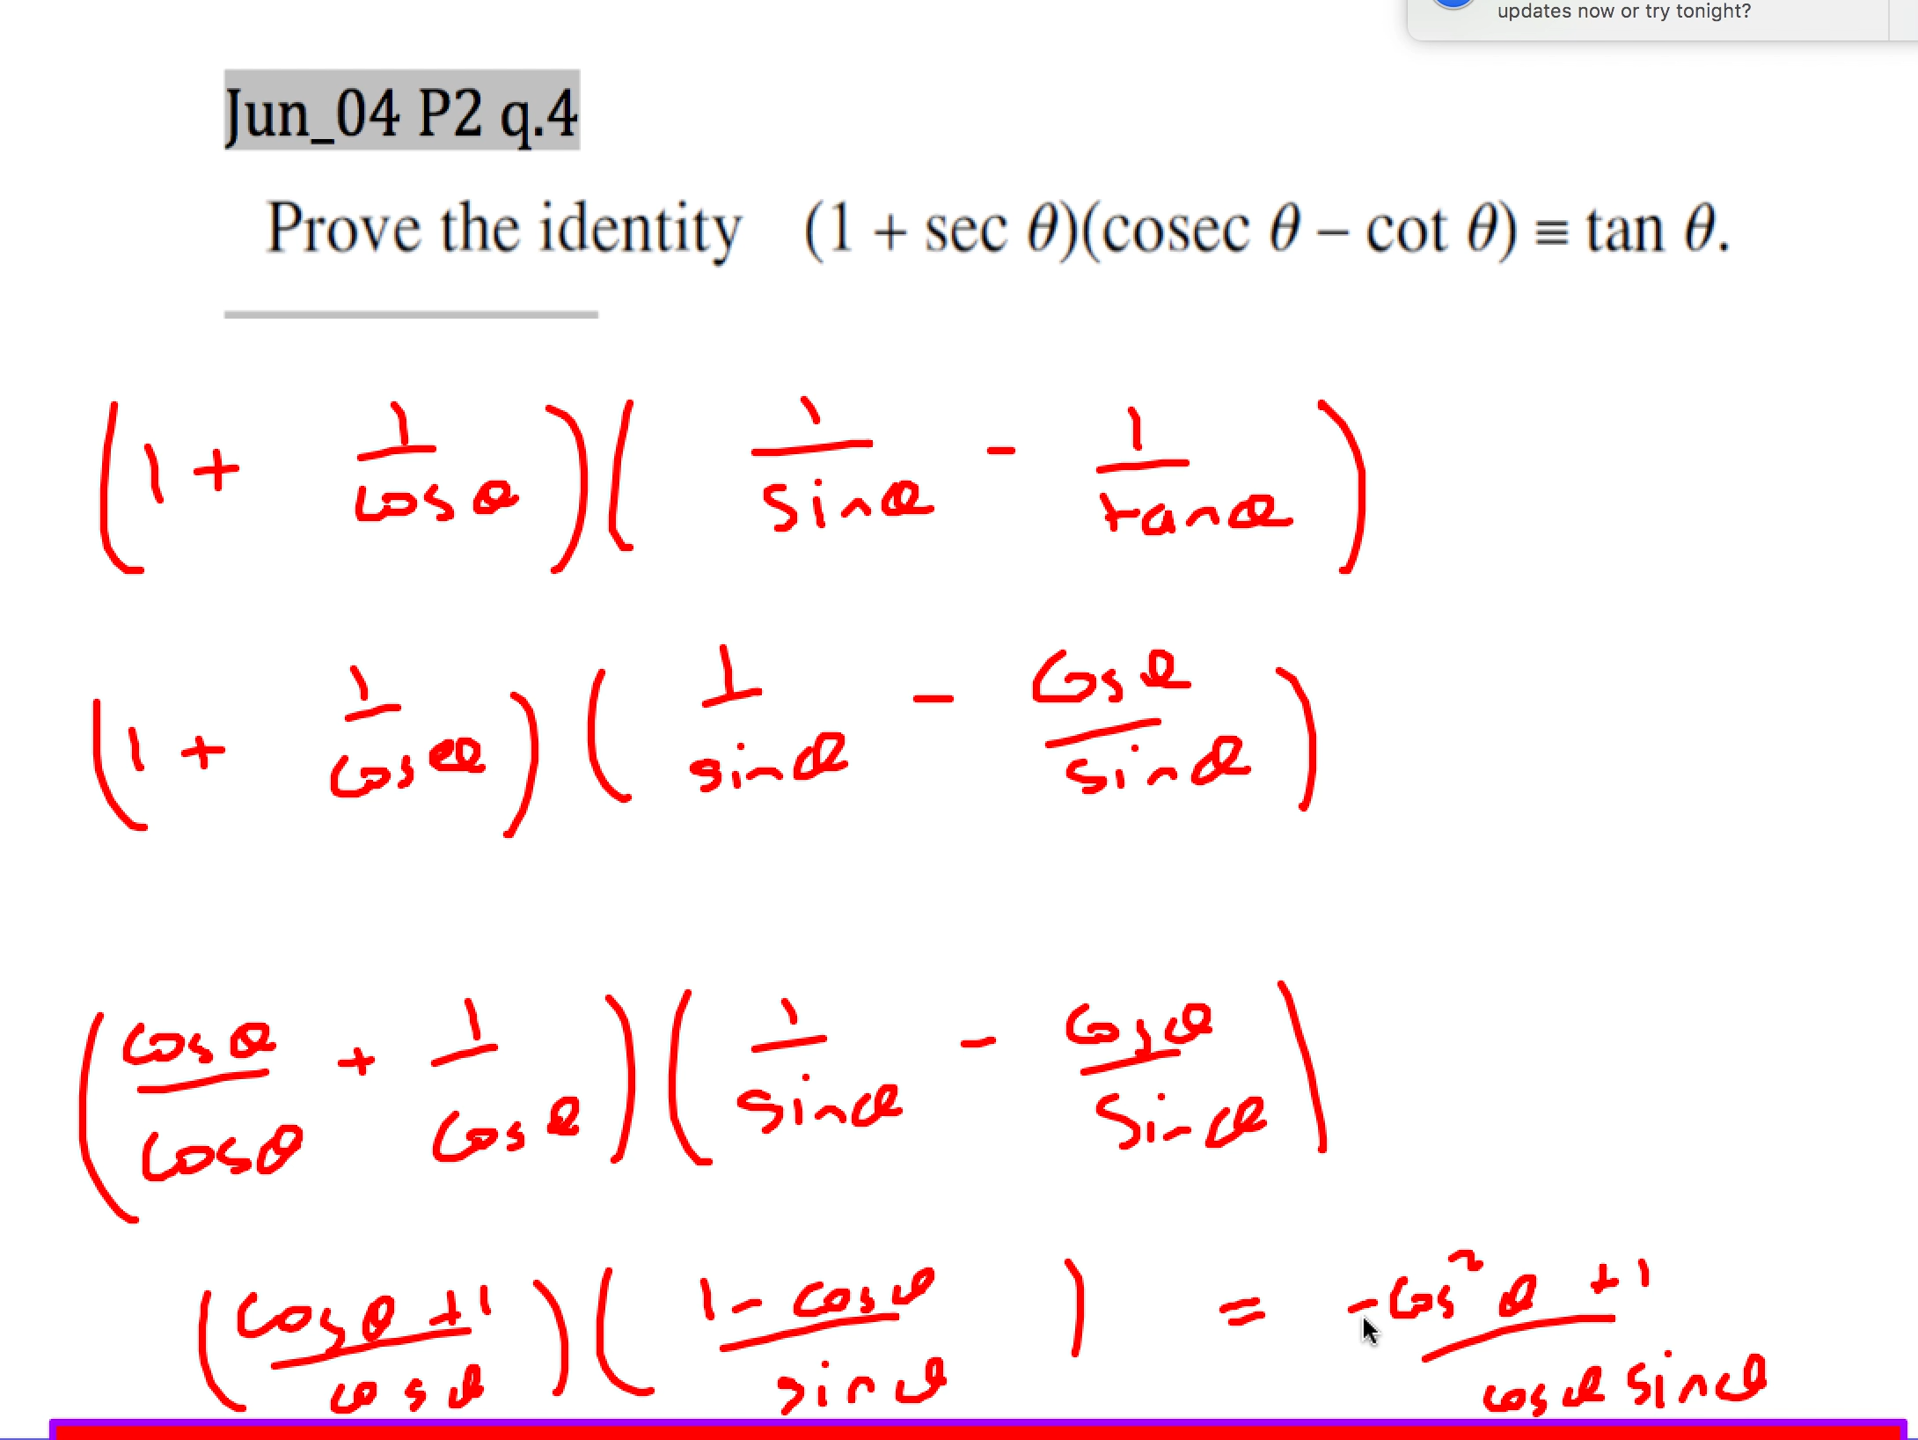 updates now or try tonight?
Jun_04 P2 q.4
Prove the identity (1 + sec θ)(cosec θ – cot θ) ≡ tan θ.
(1 + 1/cosθ)(1/sinθ - 1/tanθ)
(1 + 1/cosθ)(1/sinθ - cosθ/sinθ)
(cosθ/cosθ + 1/cosθ)(1/sinθ - cosθ/sinθ)
(cosθ+1/cosθ)(1-cosθ/sinθ) = -cos²θ+1/cosθ sinθ